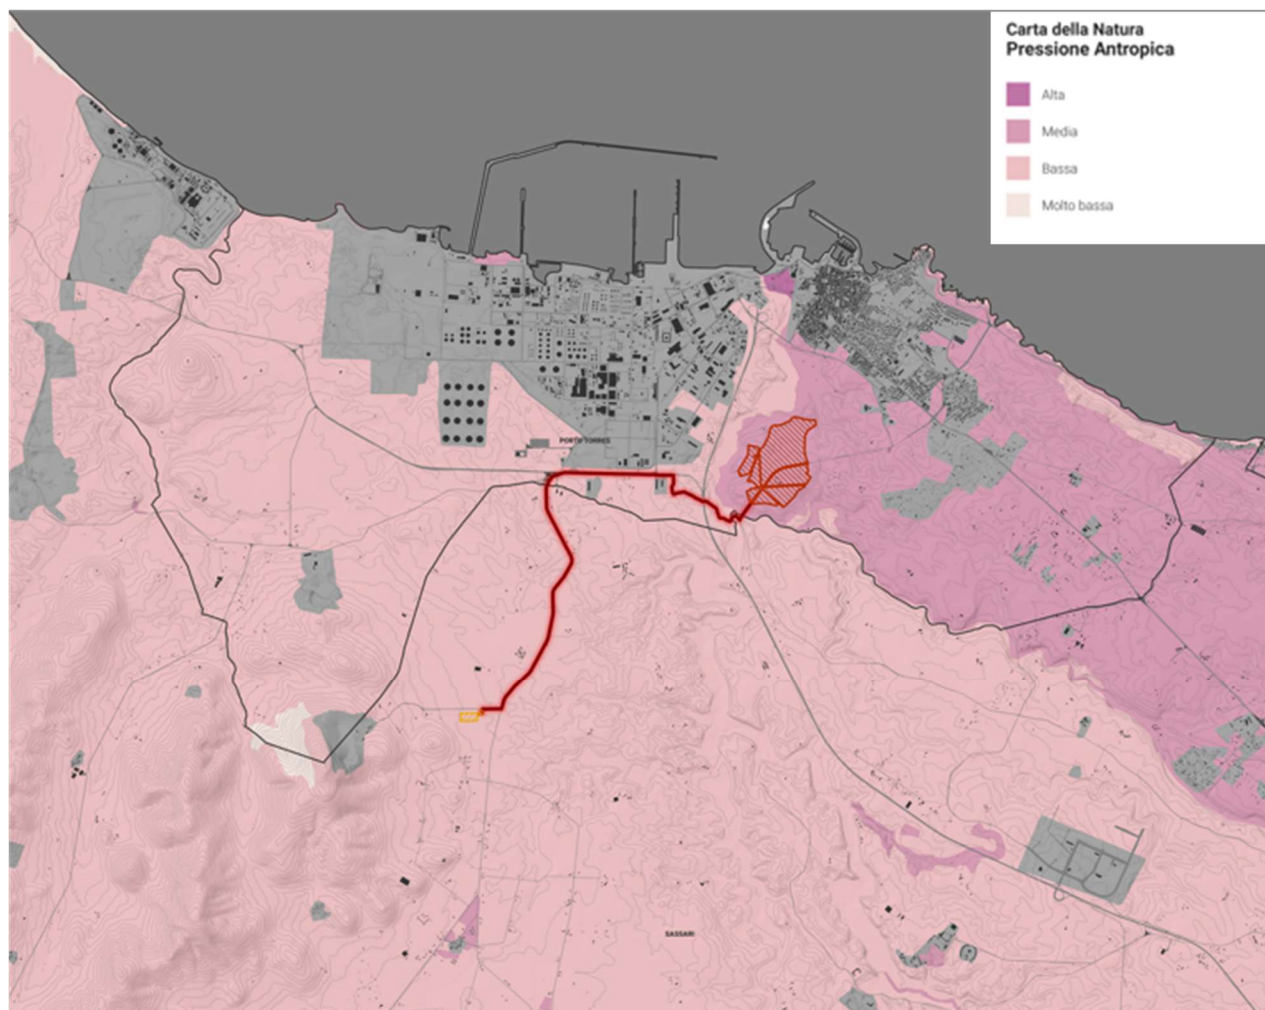 Carta della Natura
Pressione Antropica
Alta
Media
Bassa
Molto bassa
PORTO TORRES
SASSARI